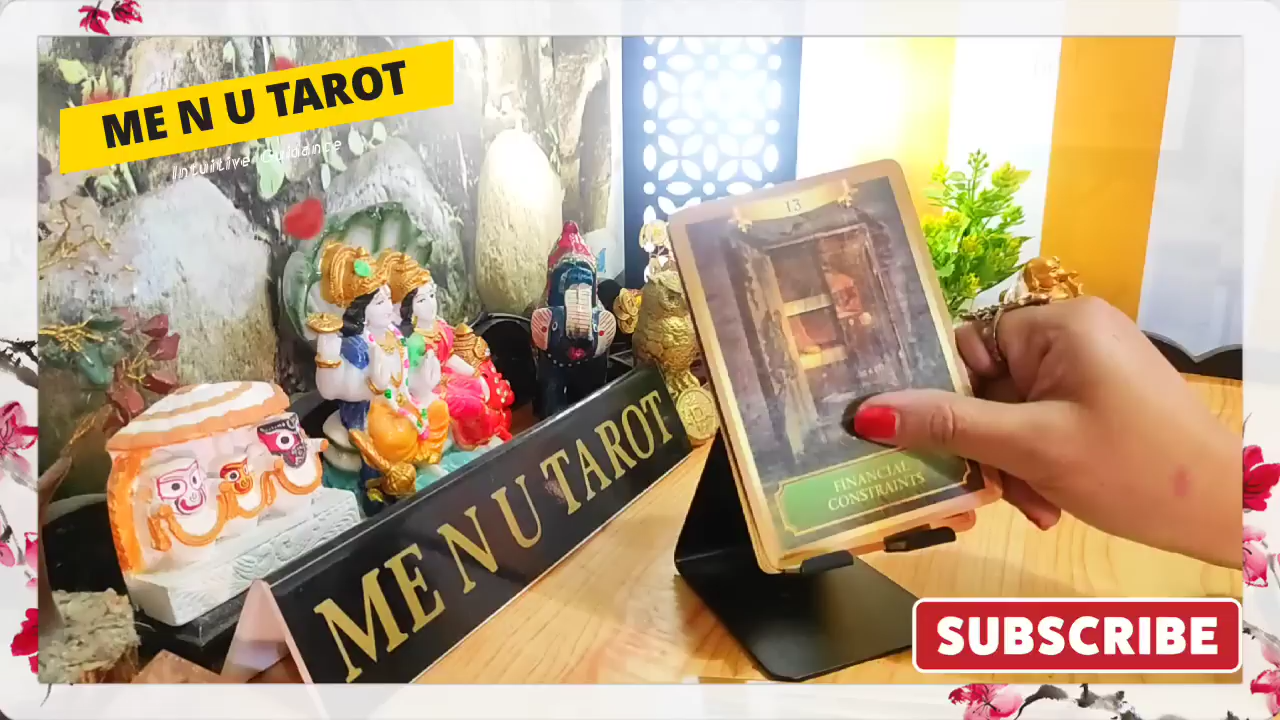 ME N U TAROT
Intuitive Guidance
13
FINANCIAL
CONSTRAINTS
ME N U TAROT
SUBSCRIBE